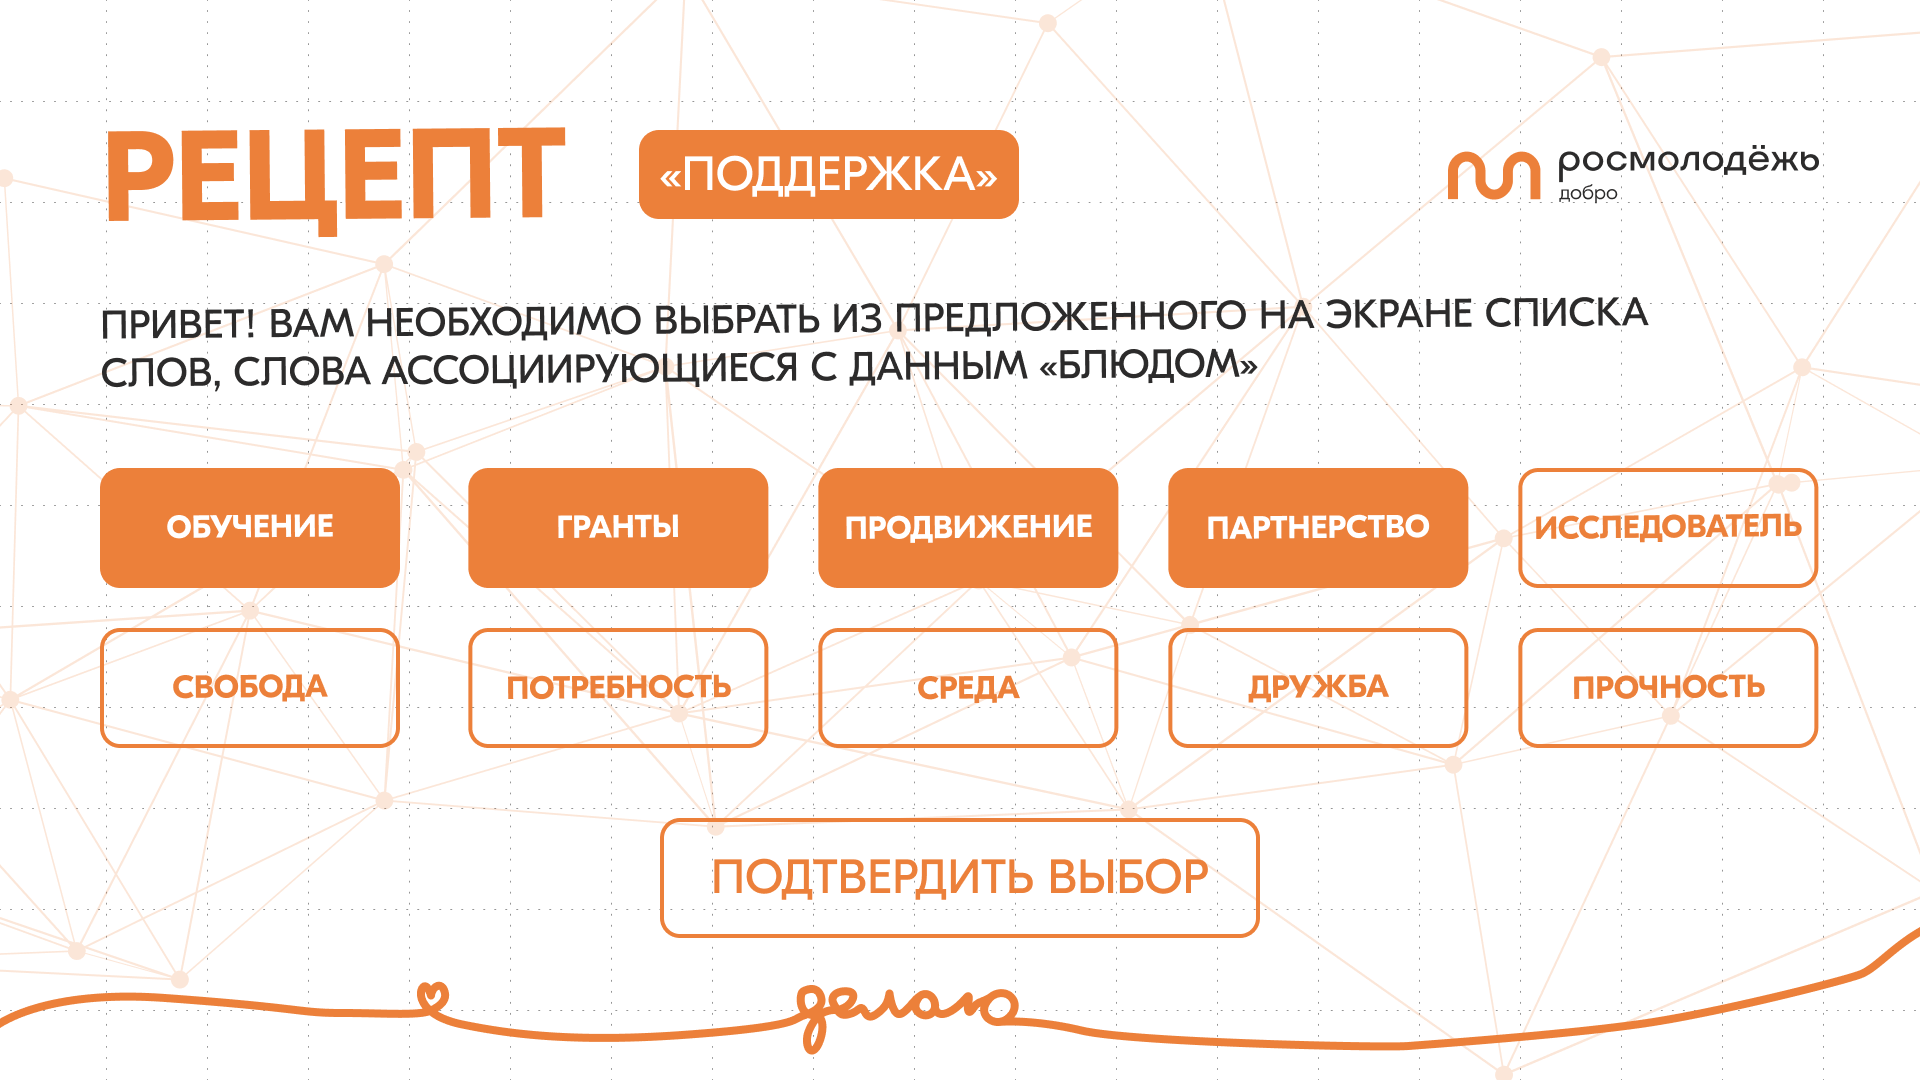 РЕЦЕПТ
«ПОДДЕРЖКА»
росмолодёжь
добро
ПРИВЕТ! ВАМ НЕОБХОДИМО ВЫБРАТЬ ИЗ ПРЕДЛОЖЕННОГО НА ЭКРАНЕ СПИСКА
СЛОВ, СЛОВА АССОЦИИРУЮЩИЕСЯ С ДАННЫМ «БЛЮДОМ»
ОБУЧЕНИЕ
ГРАНТЫ
ПРОДВИЖЕНИЕ
ПАРТНЕРСТВО
ИССЛЕДОВАТЕЛЬ
СВОБОДА
ПОТРЕБНОСТЬ
СРЕДА
ДРУЖБА
ПРОЧНОСТЬ
ПОДТВЕРДИТЬ ВЫБОР
делаю